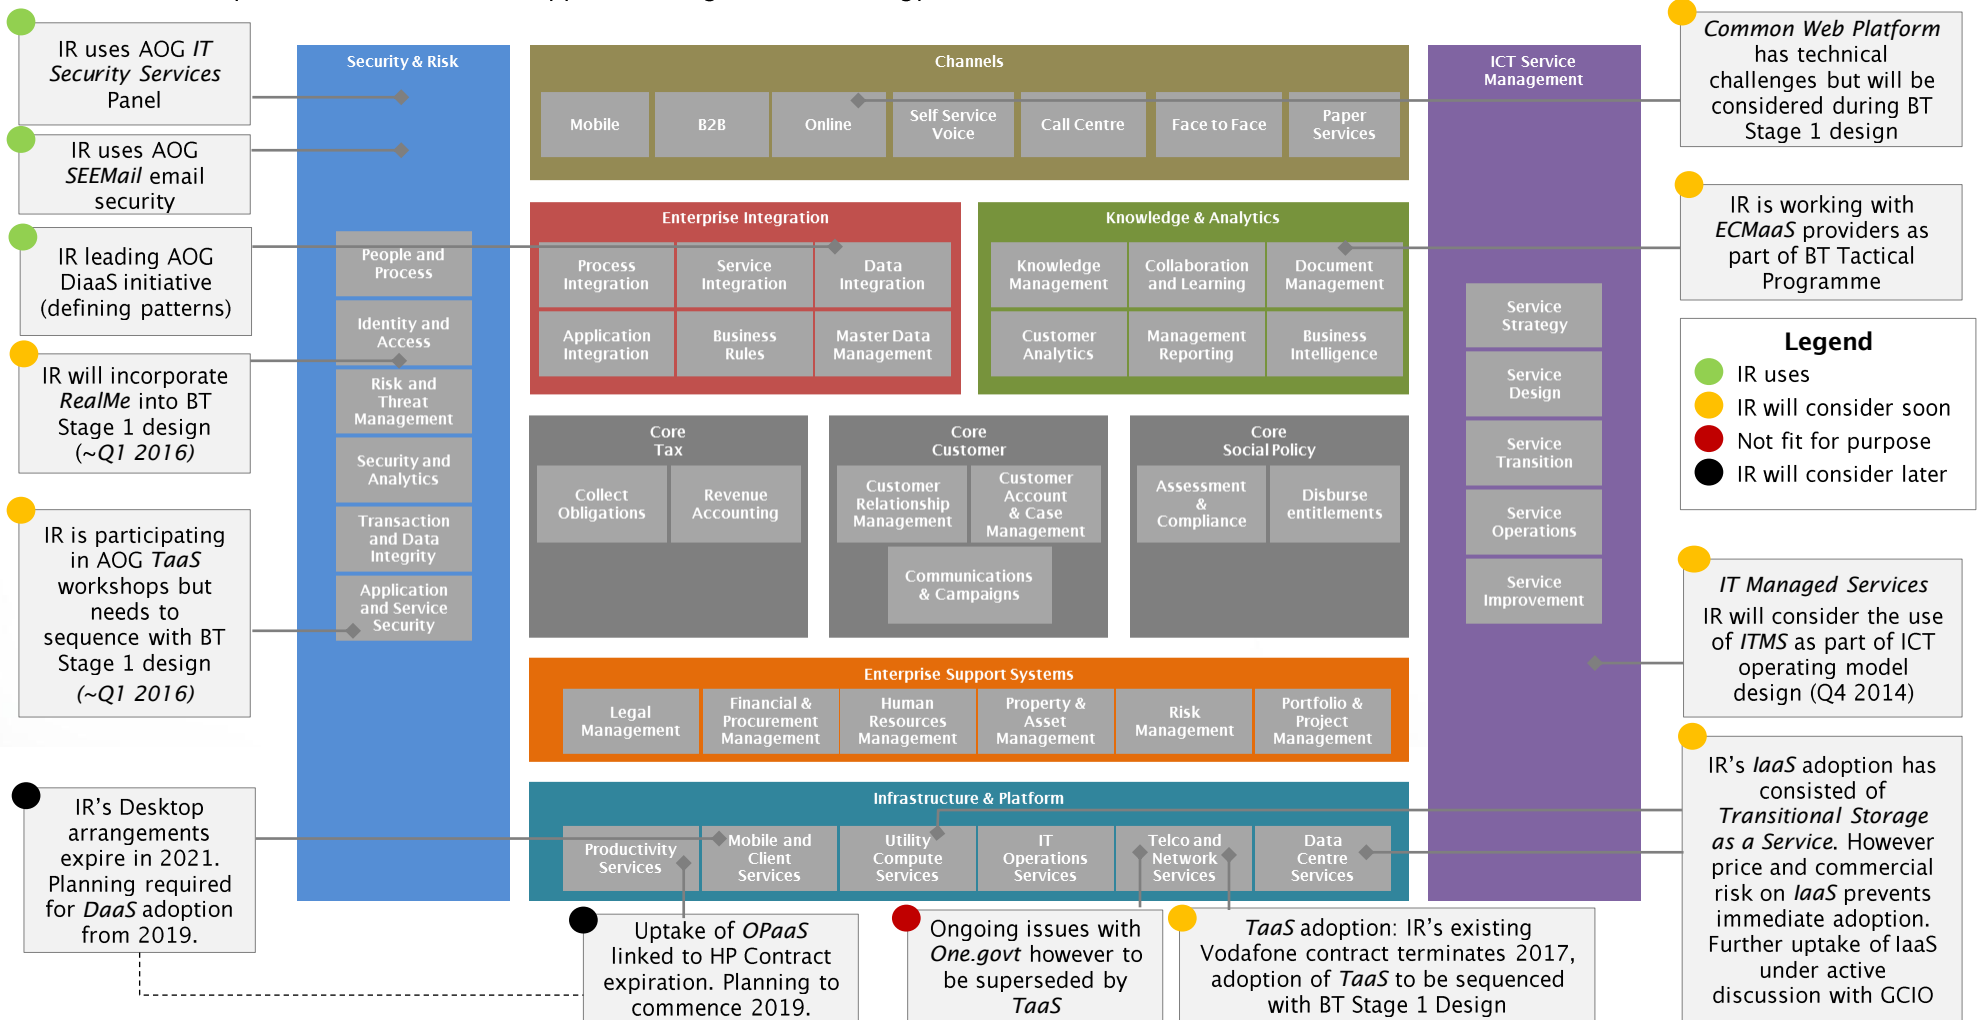 IR uses AOG IT
Security Services
Panel
IR uses AOG
SEEMail email
security
IR leading AOG
DiaaS initiative
(defining patterns)
IR will incorporate
RealMe into BT
Stage 1 design
(~Q1 2016)
IR is participating
in AOG TaaS
workshops but
needs to
sequence with BT
Stage 1 design
(~Q1 2016)
IR's Desktop
arrangements
expire in 2021.
Planning required
for DaaS adoption
from 2019.
Security & Risk
People and
Process
Identity and
Access
Risk and
Threat
Management
Security and
Analytics
Transaction
and Data
Integrity
Application
and Service
Security
Channels
Mobile
B2B
Online
Self Service
Voice
Call Centre
Face to Face
Paper
Services
Enterprise Integration
Process
Integration
Service
Integration
Data
Integration
Application
Integration
Business
Rules
Master Data
Management
Knowledge & Analytics
Knowledge
Management
Collaboration
and Learning
Document
Management
Customer
Analytics
Management
Reporting
Business
Intelligence
Core
Tax
Collect
Obligations
Revenue
Accounting
Core
Customer
Customer
Relationship
Management
Customer
Account
& Case
Management
Communications
& Campaigns
Core
Social Policy
Assessment
&
Compliance
Disburse
entitlements
Enterprise Support Systems
Legal
Management
Financial &
Procurement
Management
Human
Resources
Management
Property &
Asset
Management
Risk
Management
Portfolio &
Project
Management
Infrastructure & Platform
Productivity
Services
Mobile and
Client
Services
Utility
Compute
Services
IT
Operations
Services
Telco and
Network
Services
Data
Centre
Services
Uptake of OPaaS
linked to HP Contract
expiration. Planning to
commence 2019.
Ongoing issues with
One.govt however to
be superseded by
TaaS
TaaS adoption: IR's existing
Vodafone contract terminates 2017,
adoption of TaaS to be sequenced
with BT Stage 1 Design
ICT Service
Management
Service
Strategy
Service
Design
Service
Transition
Service
Operations
Service
Improvement
Common Web Platform
has technical
challenges but will be
considered during BT
Stage 1 design
IR is working with
ECMaaS providers as
part of BT Tactical
Programme
Legend
IR uses
IR will consider soon
Not fit for purpose
IR will consider later
IT Managed Services
IR will consider the use
of ITMS as part of ICT
operating model
design (Q4 2014)
IR's IaaS adoption has
consisted of
Transitional Storage
as a Service. However
price and commercial
risk on IaaS prevents
immediate adoption.
Further uptake of IaaS
under active
discussion with GCIO